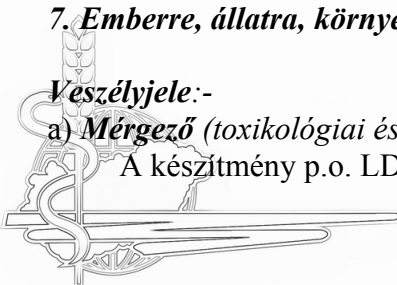 7. Emberre, állatra, környe
Veszélyjele:-
a) Mérgező (toxikológiai és
A készítmény p.o. LD